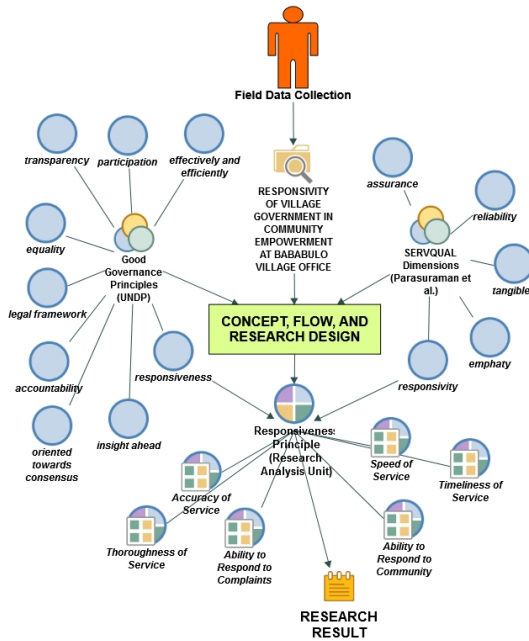 Field Data Collection
transparency
participation
effectively and
efficiently
assurance
reliability
RESPONSIVITY
OF VILLAGE
GOVERNMENT IN
COMMUNITY
EMPOWERMENT
AT BABABULO
VILLAGE OFFICE
equality
Good
Governance
Principles
(UNDP)
SERVQUAL
Dimensions
(Parasuraman et
al.)
tangible
legal framework
CONCEPT, FLOW, AND
RESEARCH DESIGN
emphaty
accountability
responsiveness
responsivity
oriented
towards
consensus
insight ahead
Responsiveness
Principle
(Research
Analysis Unit)
Speed of
Service
Timeliness of
Service
Accuracy of
Service
Thoroughness of
Service
Ability to
Respond to
Complaints
Ability to
Respond to
Community
RESEARCH
RESULT